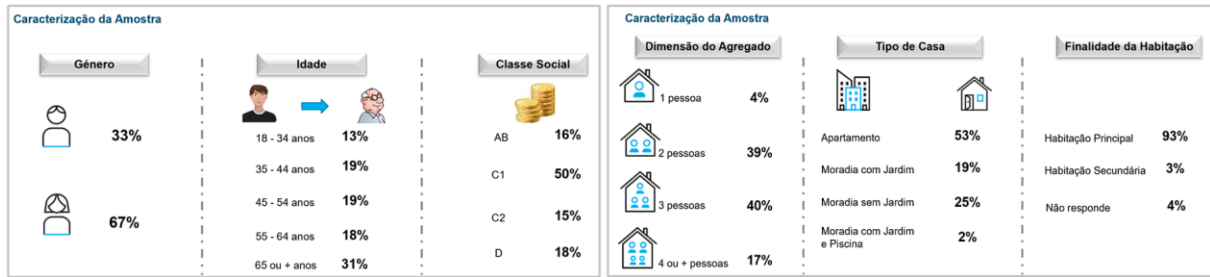 Caracterização da Amostra
Género
33%
67%
Idade
18 - 34 anos 13%
35 - 44 anos 19%
45 - 54 anos 19%
55 - 64 anos 18%
65 ou + anos 31%
Classe Social
AB 16%
C1 50%
C2 15%
D 18%
Caracterização da Amostra
Dimensão do Agregado
1 pessoa 4%
2 pessoas 39%
3 pessoas 40%
4 ou + pessoas 17%
Tipo de Casa
Apartamento 53%
Moradia com Jardim 19%
Moradia sem Jardim 25%
Moradia com Jardim
e Piscina 2%
Finalidade da Habitação
Habitação Principal 93%
Habitação Secundária 3%
Não responde 4%